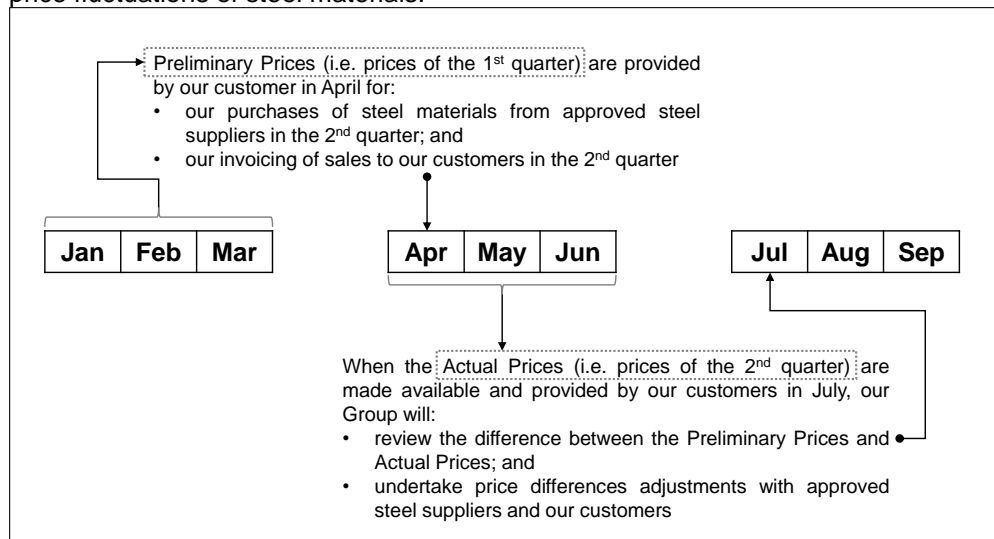 price fluctuations of steel materials.
Preliminary Prices (i.e. prices of the 1st quarter) are provided
by our customer in April for:
• our purchases of steel materials from approved steel
suppliers in the 2nd quarter; and
• our invoicing of sales to our customers in the 2nd quarter
Jan Feb Mar Apr May Jun Jul Aug Sep
When the Actual Prices (i.e. prices of the 2nd quarter) are
made available and provided by our customers in July, our
Group will:
• review the difference between the Preliminary Prices and
Actual Prices; and
• undertake price differences adjustments with approved
steel suppliers and our customers